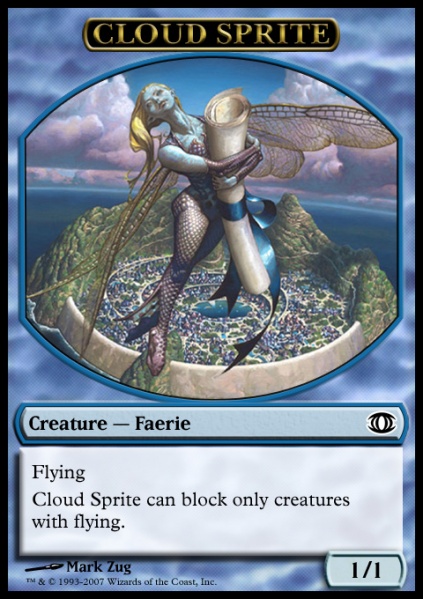 CLOUD SPRITE
Creature — Faerie
Flying
Cloud Sprite can block only creatures
with flying.
Mark Zug
™ & © 1993-2007 Wizards of the Coast, Inc.
1/1